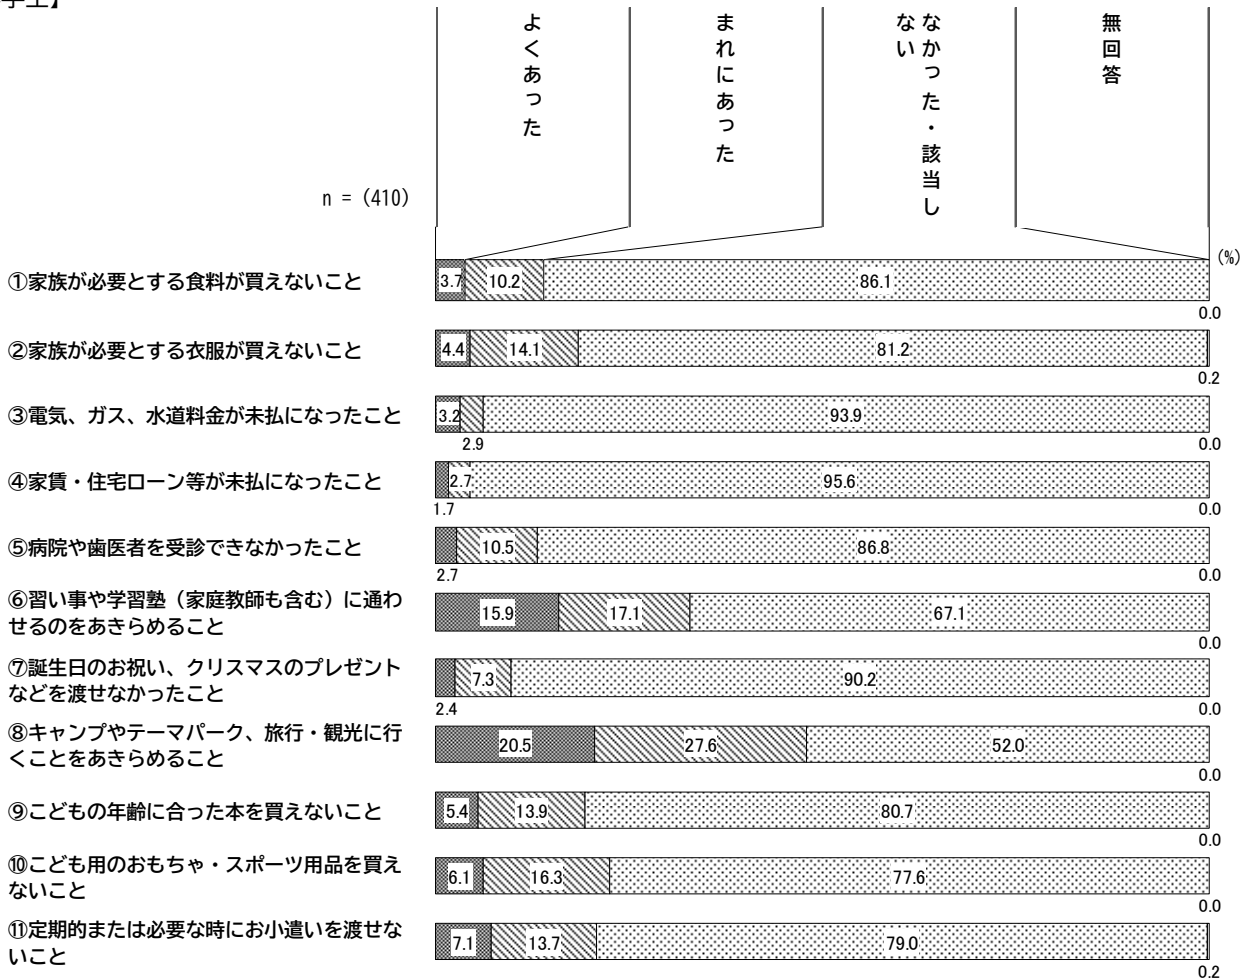 よくあった
まれにあった
なかった・該当し
ない
無回答
n = (410)
(%)
①家族が必要とする食料が買えないこと
3.7 10.2 86.1
0.0
②家族が必要とする衣服が買えないこと
4.4 14.1 81.2
0.2
③電気、ガス、水道料金が未払になったこと
3.2 93.9
2.9 0.0
④家賃・住宅ローン等が未払になったこと
2.7 95.6
1.7 0.0
⑤病院や歯医者を受診できなかったこと
10.5 86.8
2.7 0.0
⑥習い事や学習塾（家庭教師も含む）に通わ
せるのをあきらめること
15.9 17.1 67.1
0.0
⑦誕生日のお祝い、クリスマスのプレゼント
などを渡せなかったこと
7.3 90.2
2.4 0.0
⑧キャンプやテーマパーク、旅行・観光に行
くことをあきらめること
20.5 27.6 52.0
0.0
⑨こどもの年齢に合った本を買えないこと
5.4 13.9 80.7
0.0
⑩こども用のおもちゃ・スポーツ用品を買え
ないこと
6.1 16.3 77.6
0.0
⑪定期的または必要な時にお小遣いを渡せな
いこと
7.1 13.7 79.0
0.2